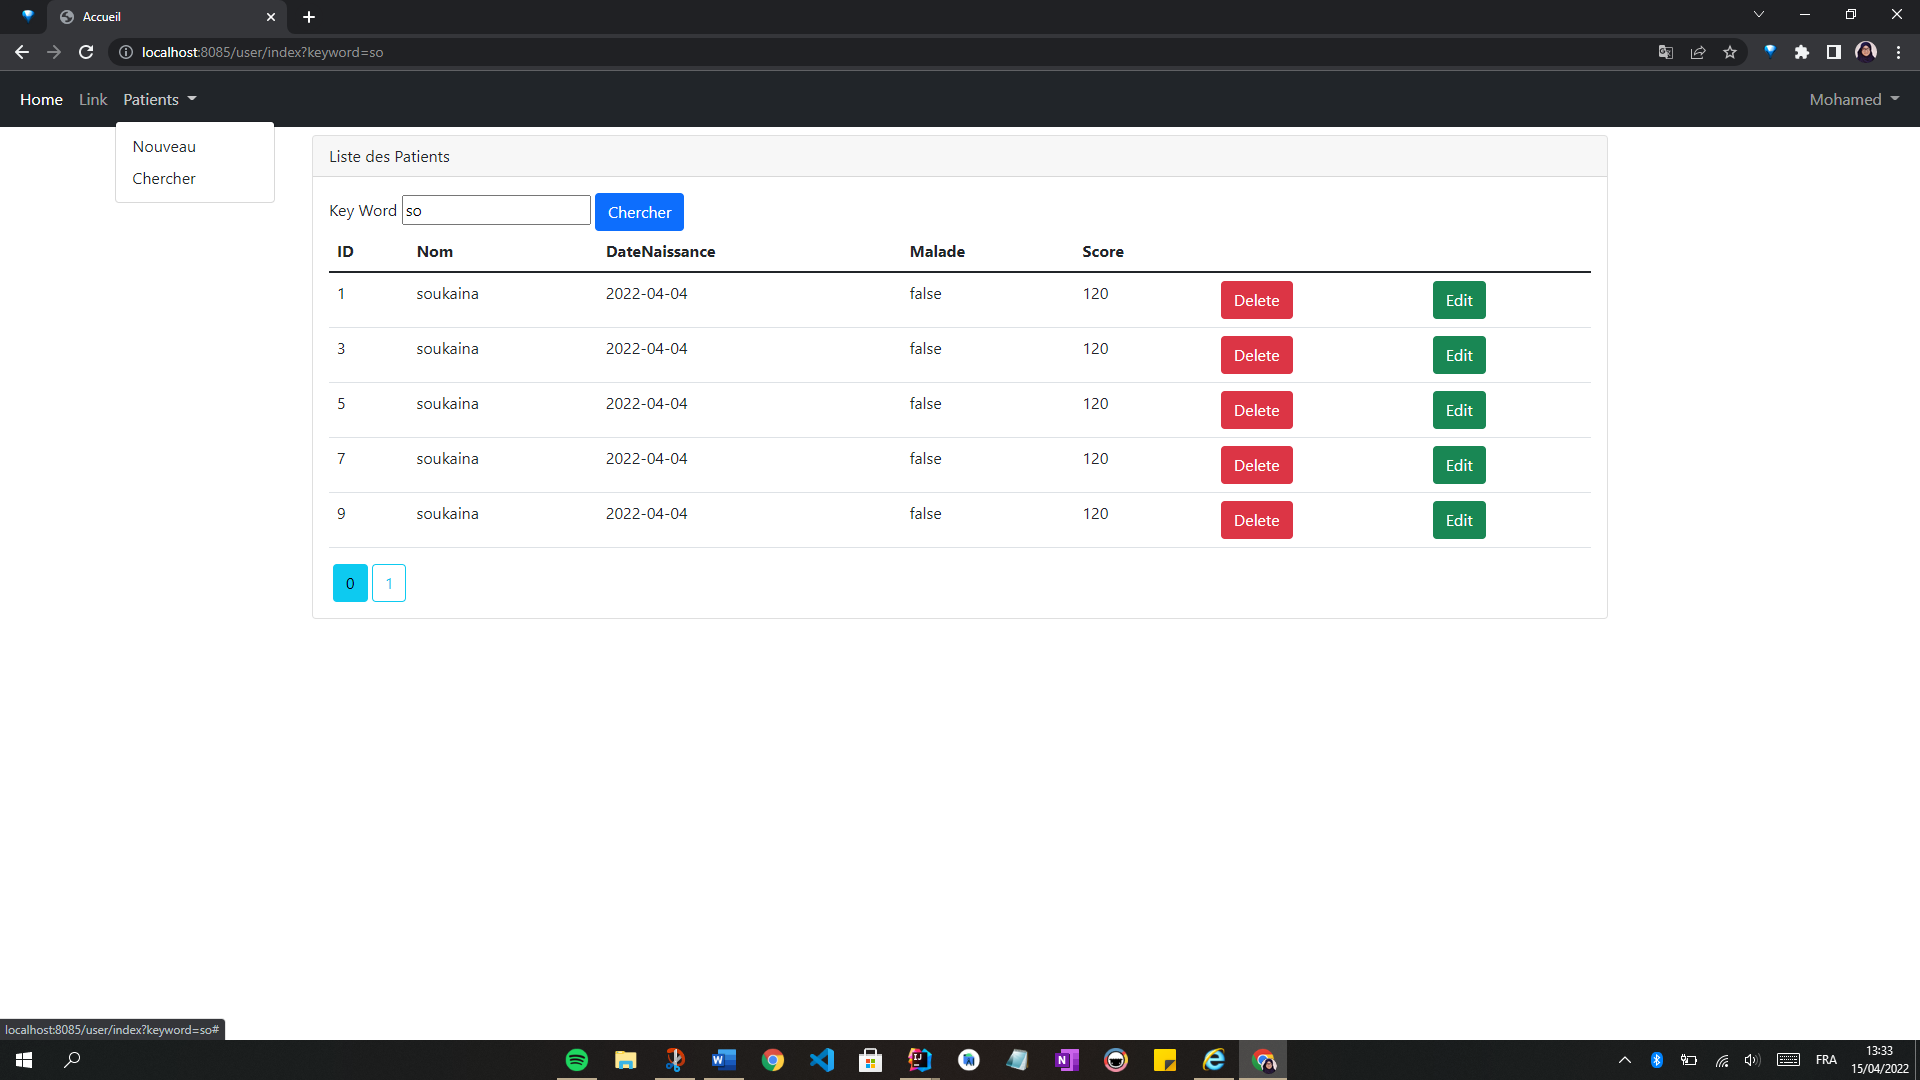 Accueil
localhost:8085/user/index?keyword=so
Home Link Patients Mohamed
Nouveau
Chercher
Liste des Patients
Key Word so Chercher
ID Nom DateNaissance Malade Score
1 soukaina 2022-04-04 false 120 Delete Edit
3 soukaina 2022-04-04 false 120 Delete Edit
5 soukaina 2022-04-04 false 120 Delete Edit
7 soukaina 2022-04-04 false 120 Delete Edit
9 soukaina 2022-04-04 false 120 Delete Edit
0 1
localhost:8085/user/index?keyword=so#
FRA
13:33
15/04/2022